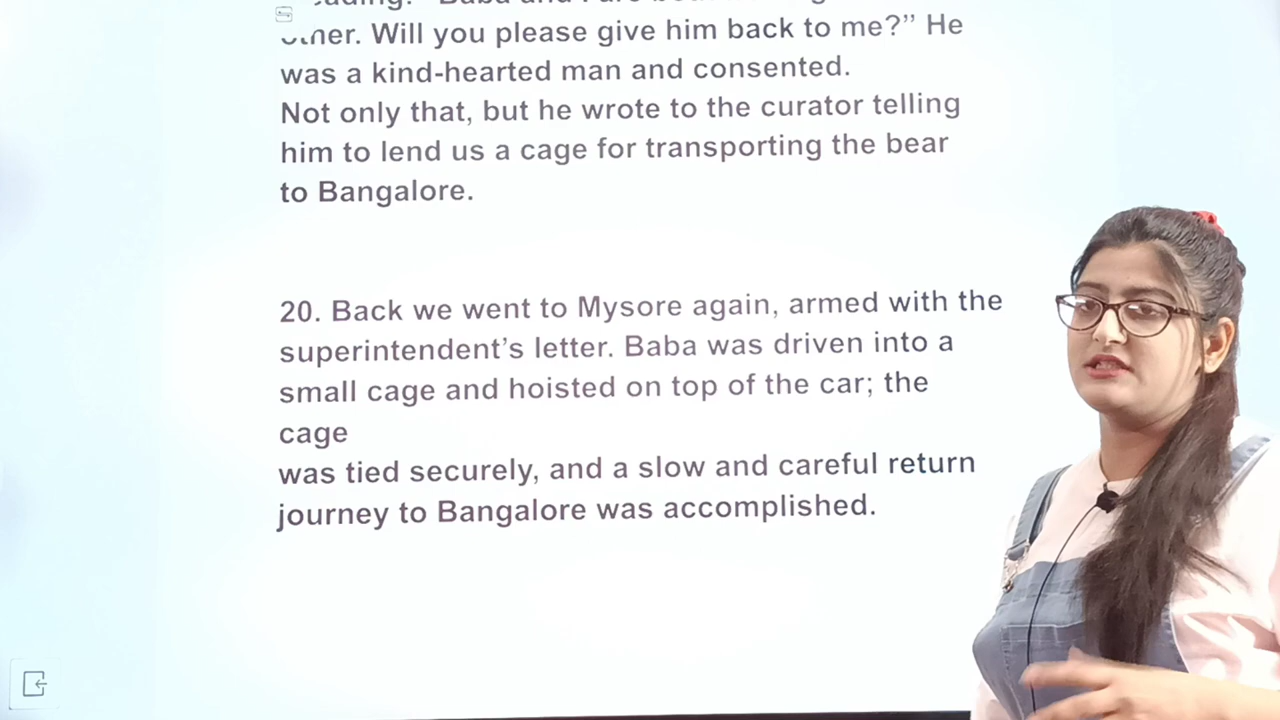 other. Will you please give him back to me?” He
was a kind-hearted man and consented.
Not only that, but he wrote to the curator telling
him to lend us a cage for transporting the bear
to Bangalore.
20. Back we went to Mysore again, armed with the
superintendent’s letter. Baba was driven into a
small cage and hoisted on top of the car; the
cage
was tied securely, and a slow and careful return
journey to Bangalore was accomplished.